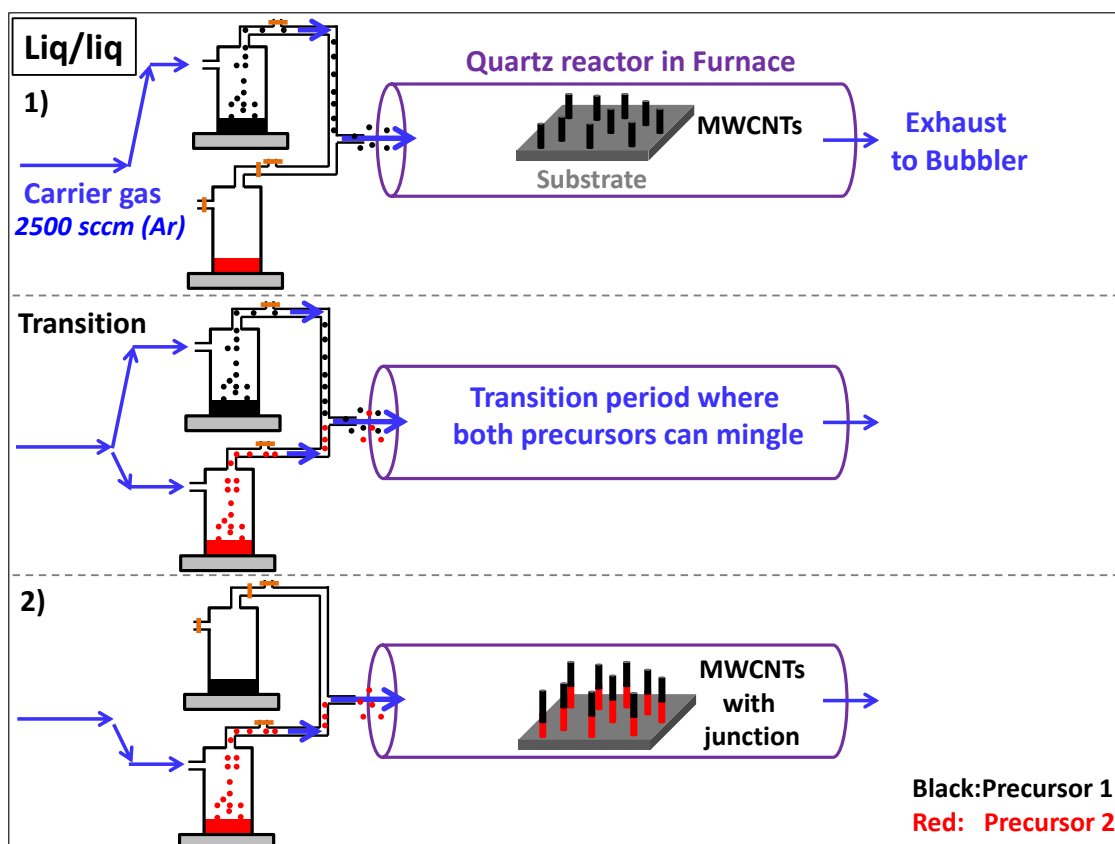 Liq/liq
1)
Quartz reactor in Furnace
MWCNTs
Substrate
Carrier gas
2500 sccm (Ar)
Exhaust
to Bubbler
Transition
Transition period where
both precursors can mingle
2)
MWCNTs
with
junction
Black:Precursor 1
Red: Precursor 2